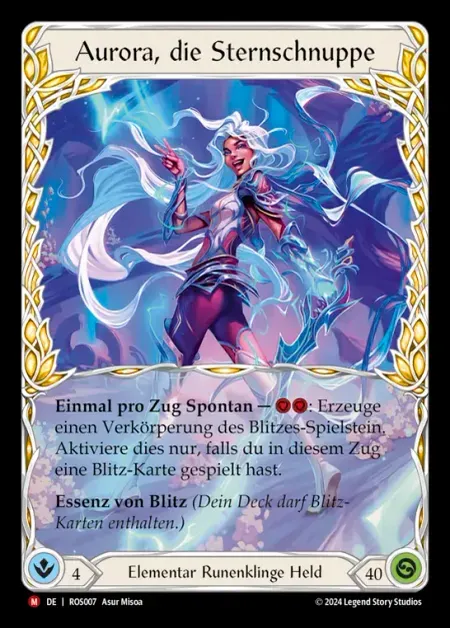 Aurora, die Sternschnuppe
Einmal pro Zug Spontan — : Erzeuge
einen Verkörperung des Blitzes-Spielstein.
Aktiviere dies nur, falls du in diesem Zug
eine Blitz-Karte gespielt hast.
Essenz von Blitz (Dein Deck darf Blitz-
Karten enthalten.)
4
Elementar Runenklinge Held
40
M DE | ROS007 Asur Misoa
© 2024 Legend Story Studios